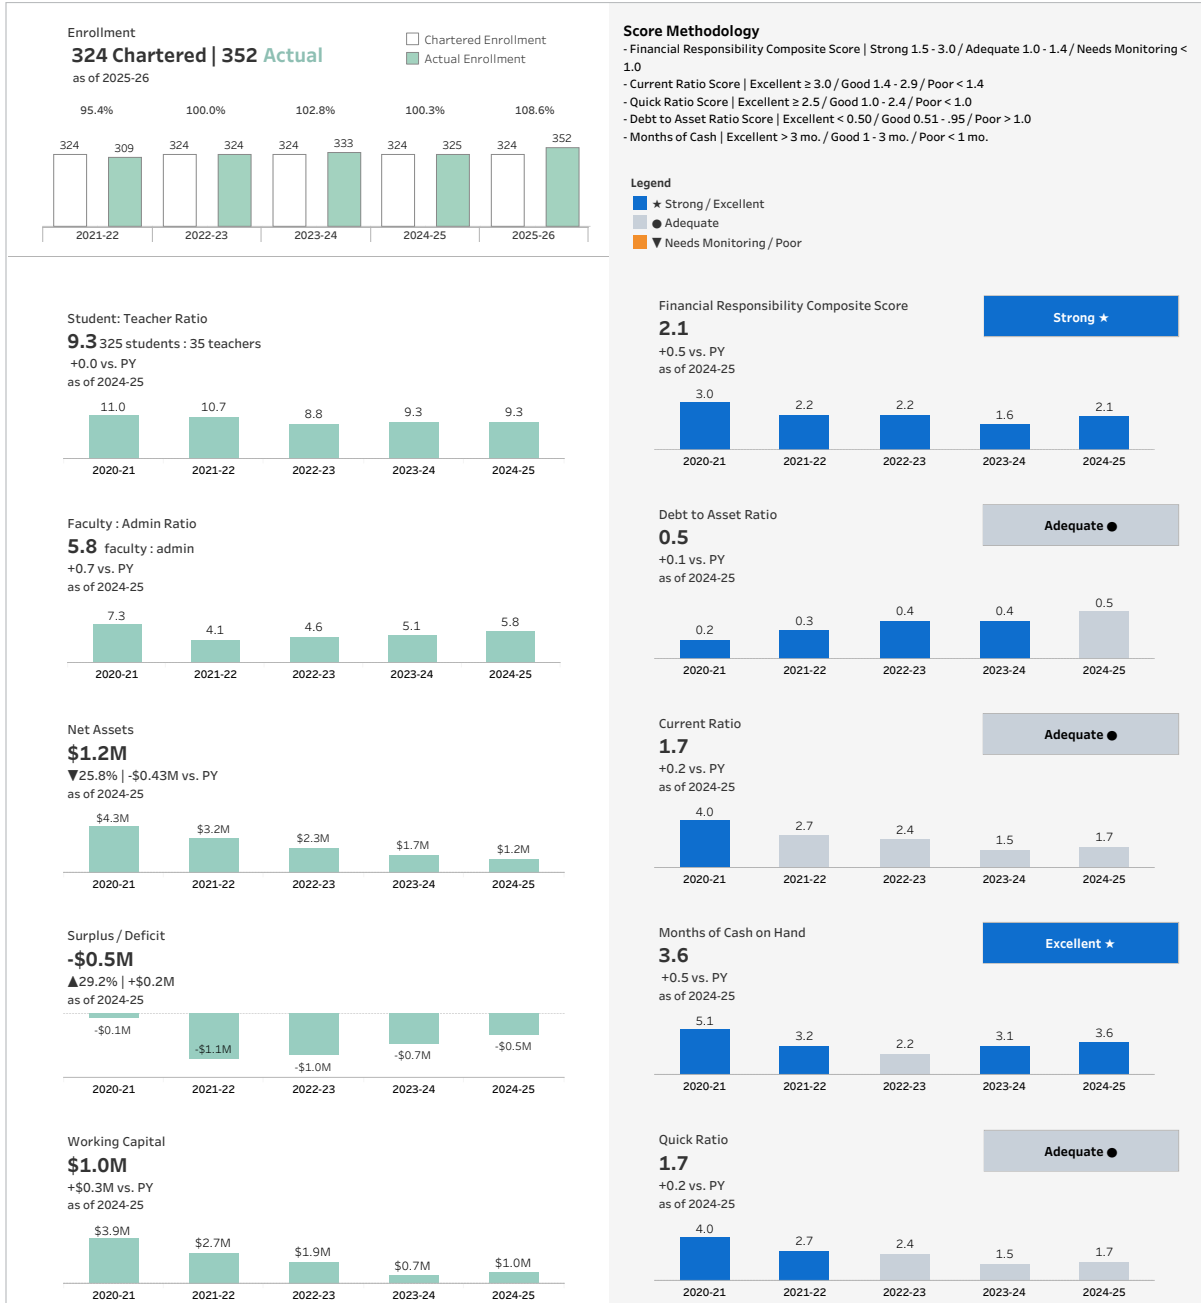 Enrollment
324 Chartered | 352 Actual
as of 2025-26
Chartered Enrollment
Actual Enrollment
95.4% 100.0% 102.8% 100.3% 108.6%
324 309 324 324 324 333 324 325 324 352
2021-22 2022-23 2023-24 2024-25 2025-26
Score Methodology
- Financial Responsibility Composite Score | Strong 1.5 - 3.0 / Adequate 1.0 - 1.4 / Needs Monitoring <
1.0
- Current Ratio Score | Excellent ≥ 3.0 / Good 1.4 - 2.9 / Poor < 1.4
- Quick Ratio Score | Excellent ≥ 2.5 / Good 1.0 - 2.4 / Poor < 1.0
- Debt to Asset Ratio Score | Excellent < 0.50 / Good 0.51 - .95 / Poor > 1.0
- Months of Cash | Excellent > 3 mo. / Good 1 - 3 mo. / Poor < 1 mo.
Legend
★ Strong / Excellent
● Adequate
▼ Needs Monitoring / Poor
Student: Teacher Ratio
9.3 325 students : 35 teachers
+0.0 vs. PY
as of 2024-25
11.0 10.7 8.8 9.3 9.3
2020-21 2021-22 2022-23 2023-24 2024-25
Faculty : Admin Ratio
5.8 faculty : admin
+0.7 vs. PY
as of 2024-25
7.3 4.1 4.6 5.1 5.8
2020-21 2021-22 2022-23 2023-24 2024-25
Net Assets
$1.2M
▼25.8% | -$0.43M vs. PY
as of 2024-25
$4.3M $3.2M $2.3M $1.7M $1.2M
2020-21 2021-22 2022-23 2023-24 2024-25
Surplus / Deficit
-$0.5M
▲29.2% | +$0.2M
as of 2024-25
-$0.1M -$1.1M -$1.0M -$0.7M -$0.5M
2020-21 2021-22 2022-23 2023-24 2024-25
Working Capital
$1.0M
+$0.3M vs. PY
as of 2024-25
$3.9M $2.7M $1.9M $0.7M $1.0M
2020-21 2021-22 2022-23 2023-24 2024-25
Financial Responsibility Composite Score
2.1
+0.5 vs. PY
as of 2024-25
Strong ★
3.0 2.2 2.2 1.6 2.1
2020-21 2021-22 2022-23 2023-24 2024-25
Debt to Asset Ratio
0.5
+0.1 vs. PY
as of 2024-25
Adequate ●
0.2 0.3 0.4 0.4 0.5
2020-21 2021-22 2022-23 2023-24 2024-25
Current Ratio
1.7
+0.2 vs. PY
as of 2024-25
Adequate ●
4.0 2.7 2.4 1.5 1.7
2020-21 2021-22 2022-23 2023-24 2024-25
Months of Cash on Hand
3.6
+0.5 vs. PY
as of 2024-25
Excellent ★
5.1 3.2 2.2 3.1 3.6
2020-21 2021-22 2022-23 2023-24 2024-25
Quick Ratio
1.7
+0.2 vs. PY
as of 2024-25
Adequate ●
4.0 2.7 2.4 1.5 1.7
2020-21 2021-22 2022-23 2023-24 2024-25